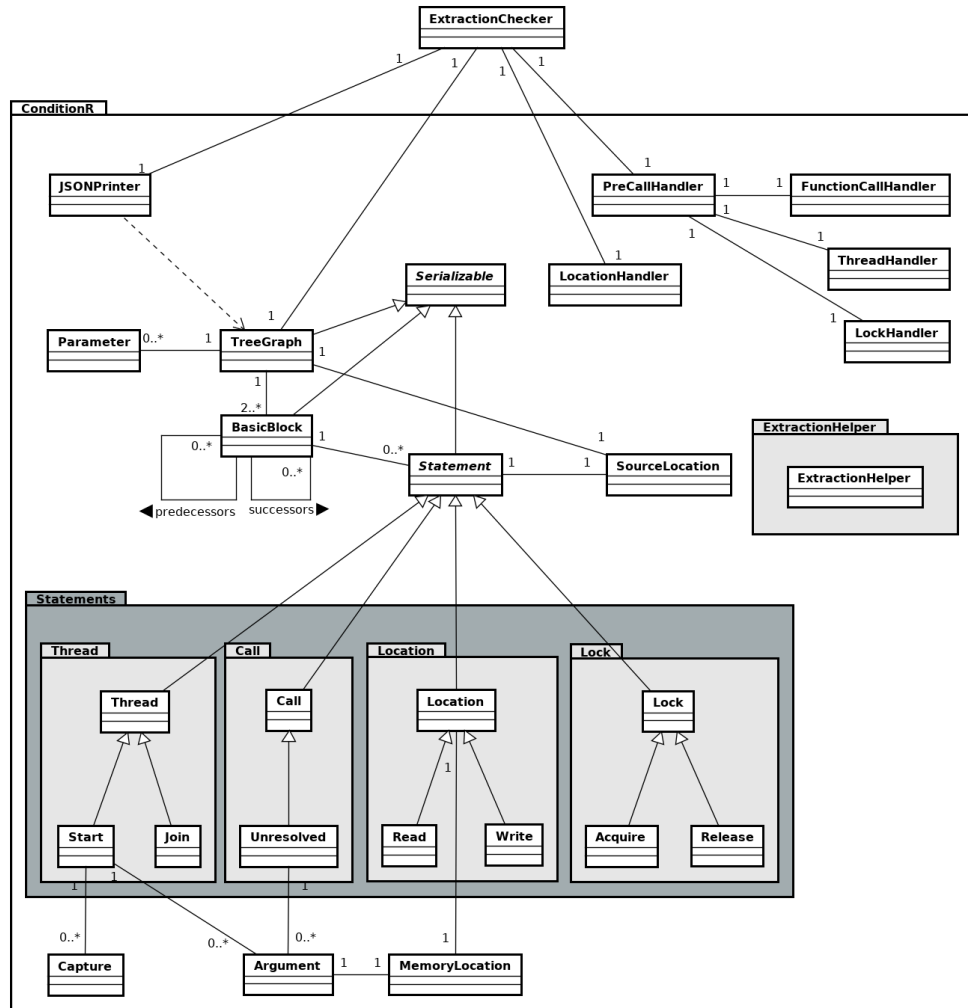 ExtractionChecker
1 1 1 1
ConditionR
1 1
JSONPrinter
PreCallHandler
1 1
FunctionCallHandler
1 1
1
ThreadHandler
Serializable
1
LocationHandler
1 1
LockHandler
Parameter
0..* 1
TreeGraph
1
1
2..*
BasicBlock
1
0..*
0..*
0..*
Statement
1 1
1
SourceLocation
predecessors
successors
ExtractionHelper
ExtractionHelper
Statements
Thread
Call
Location
Lock
Thread
Call
Location
Lock
1
Start
Join
Unresolved
Read
Write
Acquire
Release
1 1 1
0..* 0..* 0..* 1
Capture
Argument
1 1
MemoryLocation